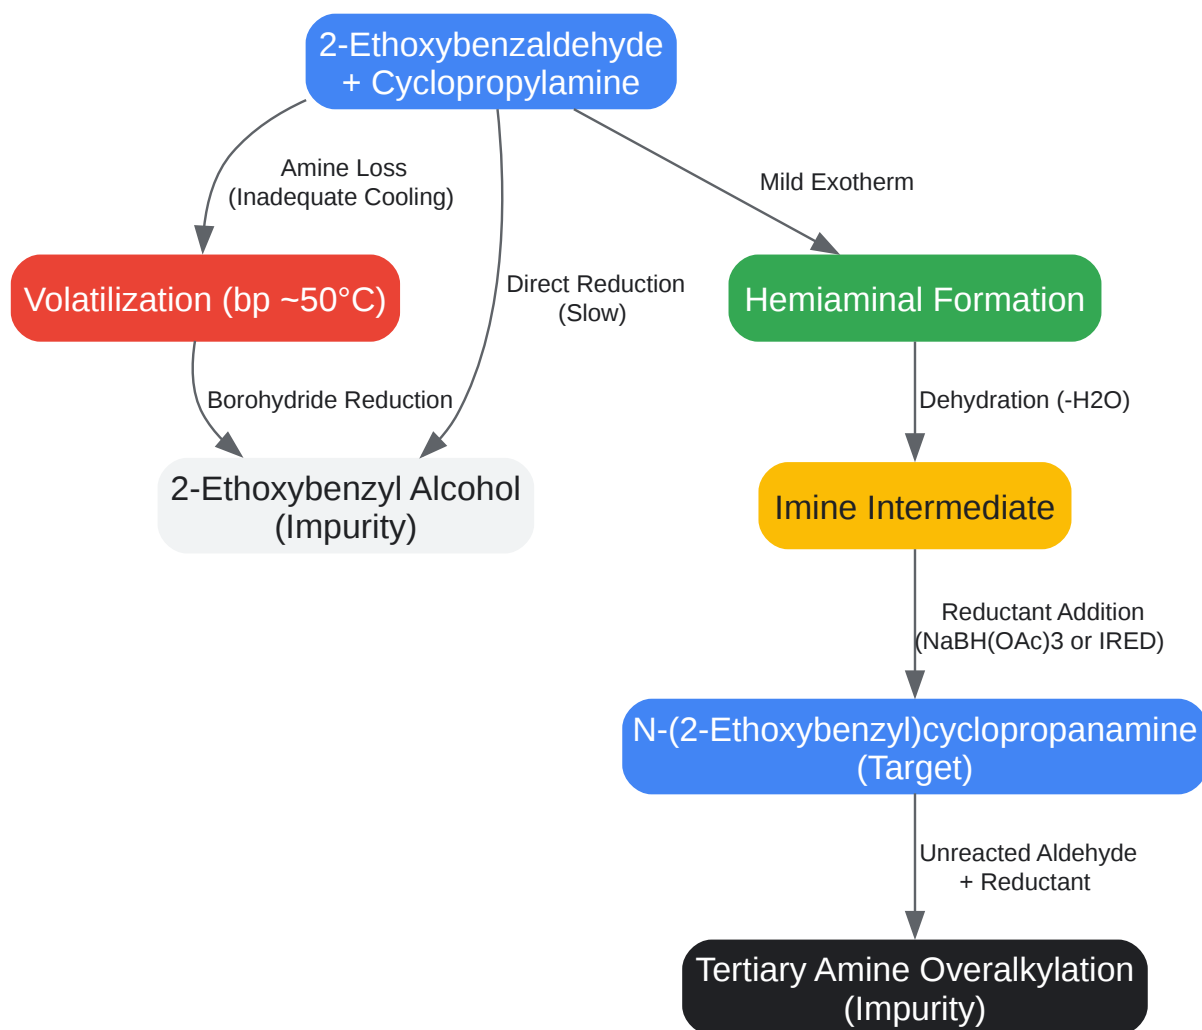 2-Ethoxybenzaldehyde
+ Cyclopropylamine
Amine Loss
(Inadequate Cooling)
Mild Exotherm
Direct Reduction
(Slow)
Volatilization (bp ~50°C)
Hemiaminal Formation
Borohydride Reduction
Dehydration (-H2O)
2-Ethoxybenzyl Alcohol
(Impurity)
Imine Intermediate
Reductant Addition
(NaBH(OAc)3 or IRED)
N-(2-Ethoxybenzyl)cyclopropanamine
(Target)
Unreacted Aldehyde
+ Reductant
Tertiary Amine Overalkylation
(Impurity)